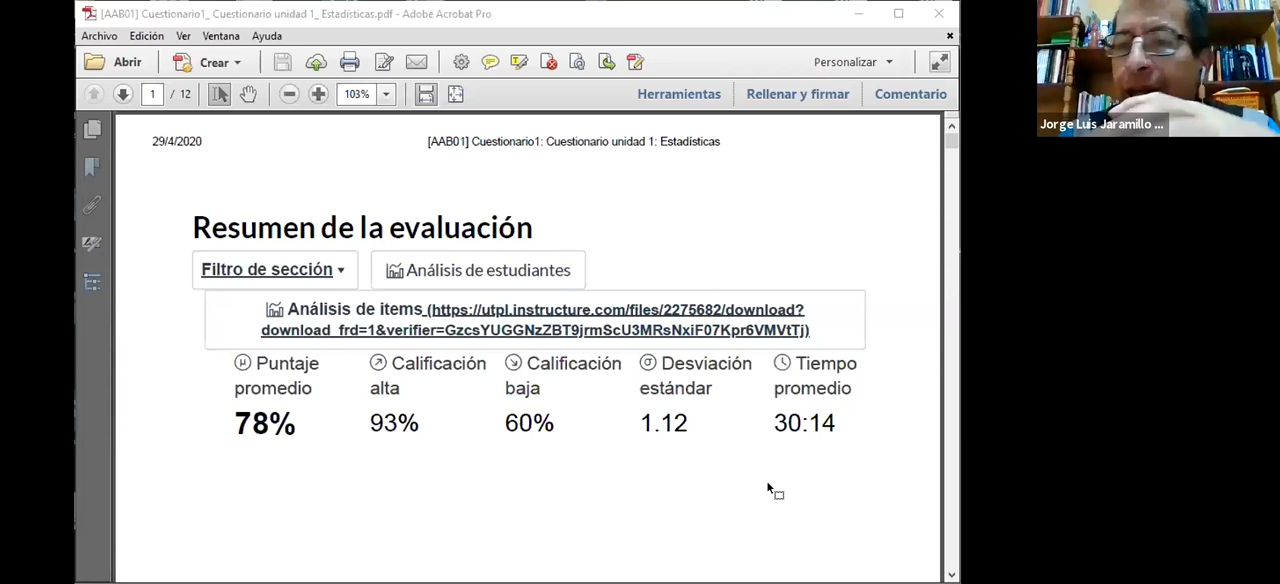 [AAB01] Cuestionario1_ Cuestionario unidad 1_ Estadísticas.pdf - Adobe Acrobat Pro
Archivo Edición Ver Ventana Ayuda
Abrir Crear Personalizar
1 / 12 103% Herramientas Rellenar y firmar Comentario
29/4/2020 [AAB01] Cuestionario1: Cuestionario unidad 1: Estadísticas
Resumen de la evaluación
Filtro de sección Análisis de estudiantes
Análisis de items (https://utpl.instructure.com/files/2275682/download?
download_frd=1&verifier=GzcsYUGGNzZBT9jrmScU3MRsNxiF07Kpr6VMVtTj)
Puntaje promedio
78%
Calificación alta
93%
Calificación baja
60%
Desviación estándar
1.12
Tiempo promedio
30:14
Jorge Luis Jaramillo ...